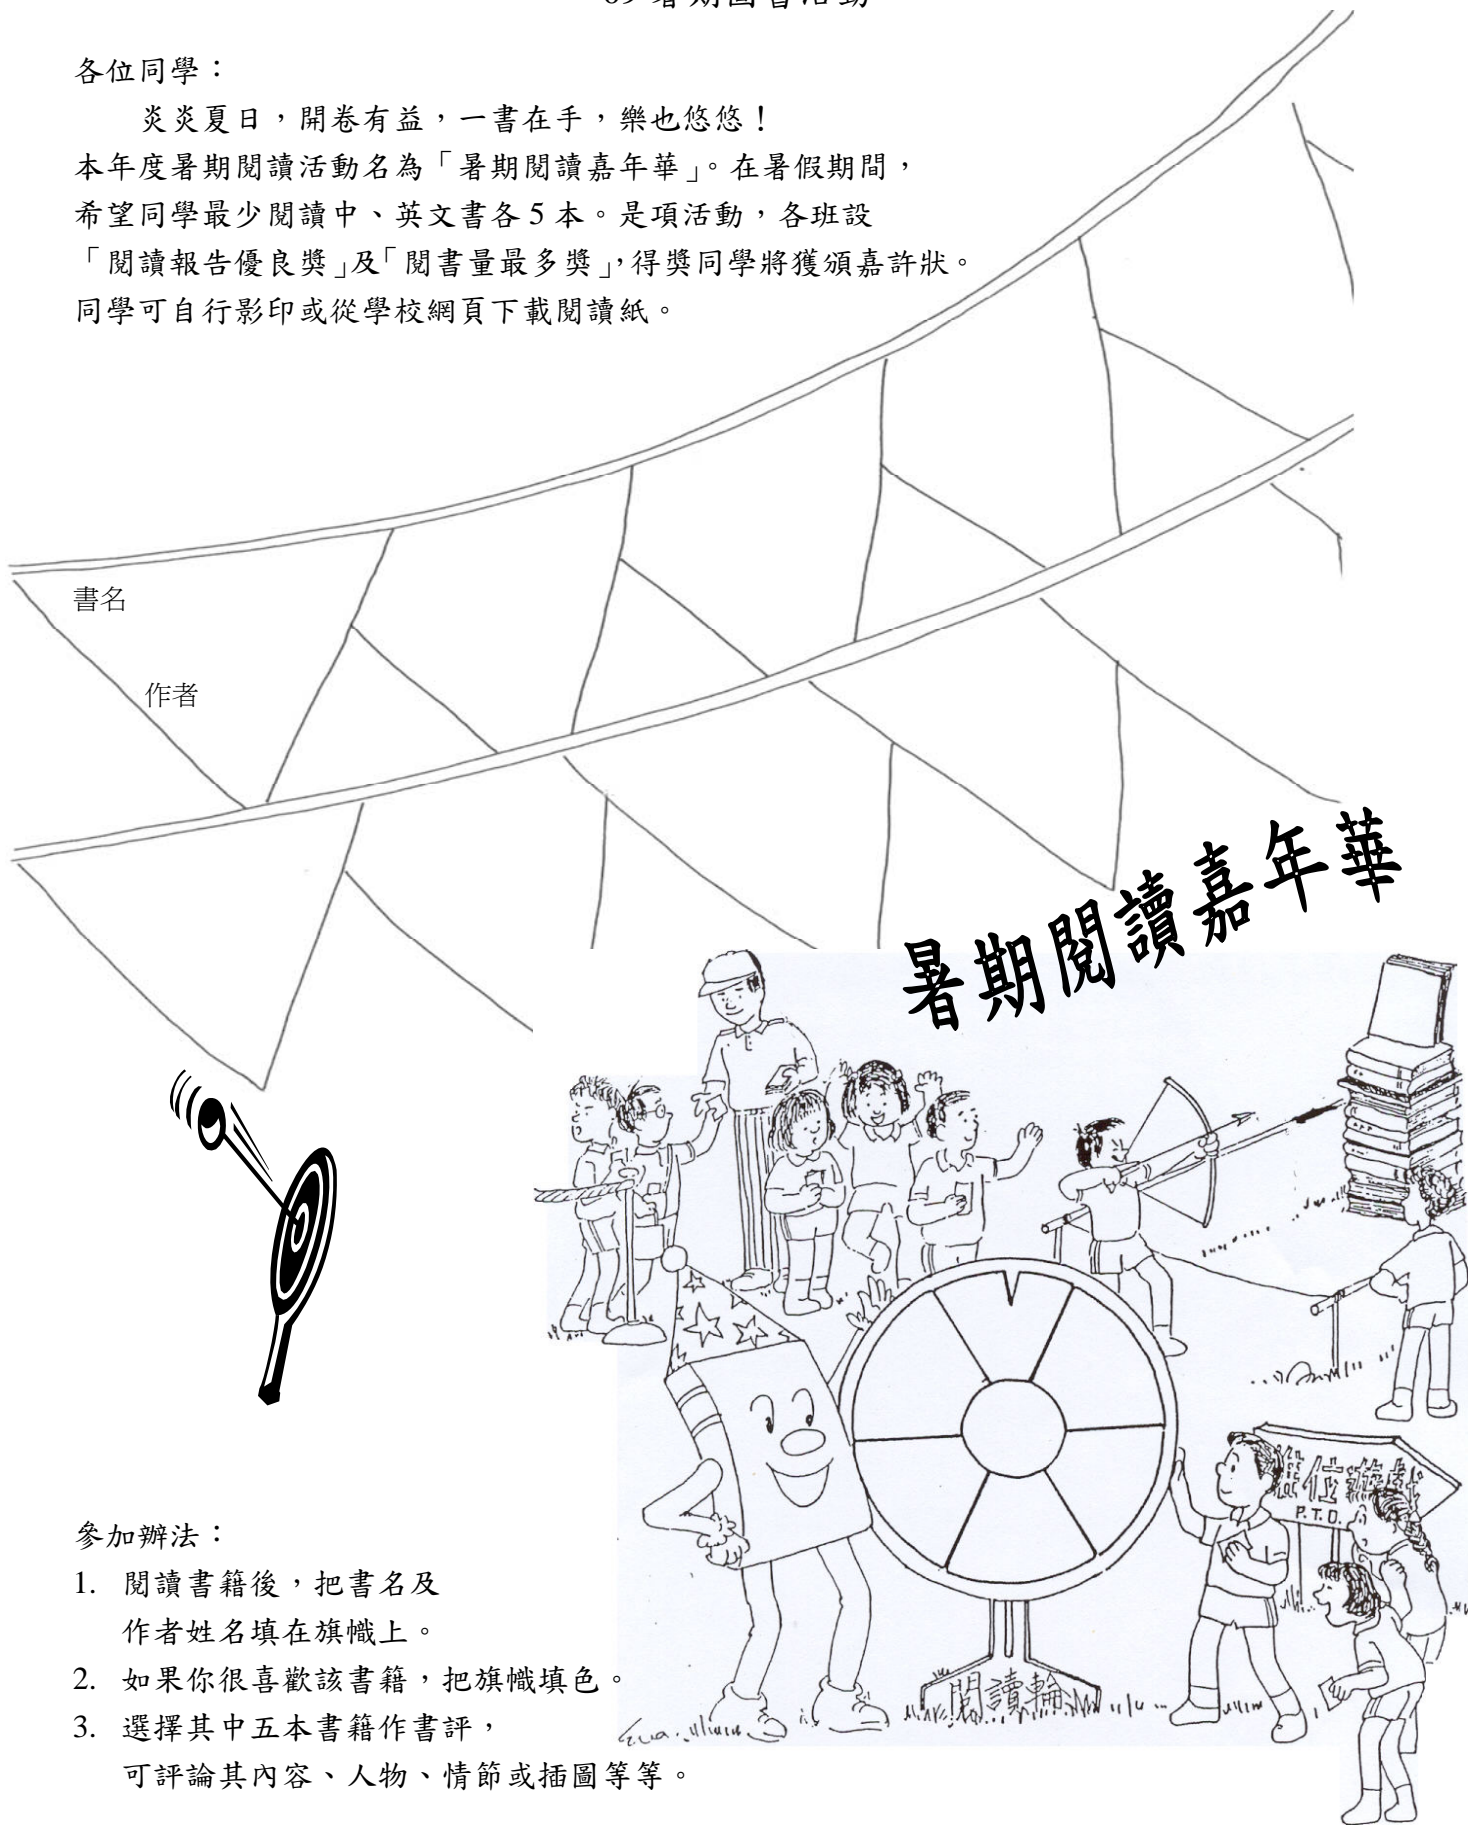 各位同學：
炎炎夏日，開卷有益，一書在手，樂也悠悠！
本年度暑期閱讀活動名為「暑期閱讀嘉年華」。在暑假期間，
希望同學最少閱讀中、英文書各5本。是項活動，各班設
「閱讀報告優良獎」及「閱書量最多獎」，得獎同學將獲頒嘉許狀。
同學可自行影印或從學校網頁下載閱讀紙。
書名
作者
暑期閱讀嘉年華
攤位遊戲
P.T.O.
閱讀輪
參加辦法：
1. 閱讀書籍後，把書名及
作者姓名填在旗幟上。
2. 如果你很喜歡該書籍，把旗幟填色。
3. 選擇其中五本書籍作書評，
可評論其內容、人物、情節或插圖等等。